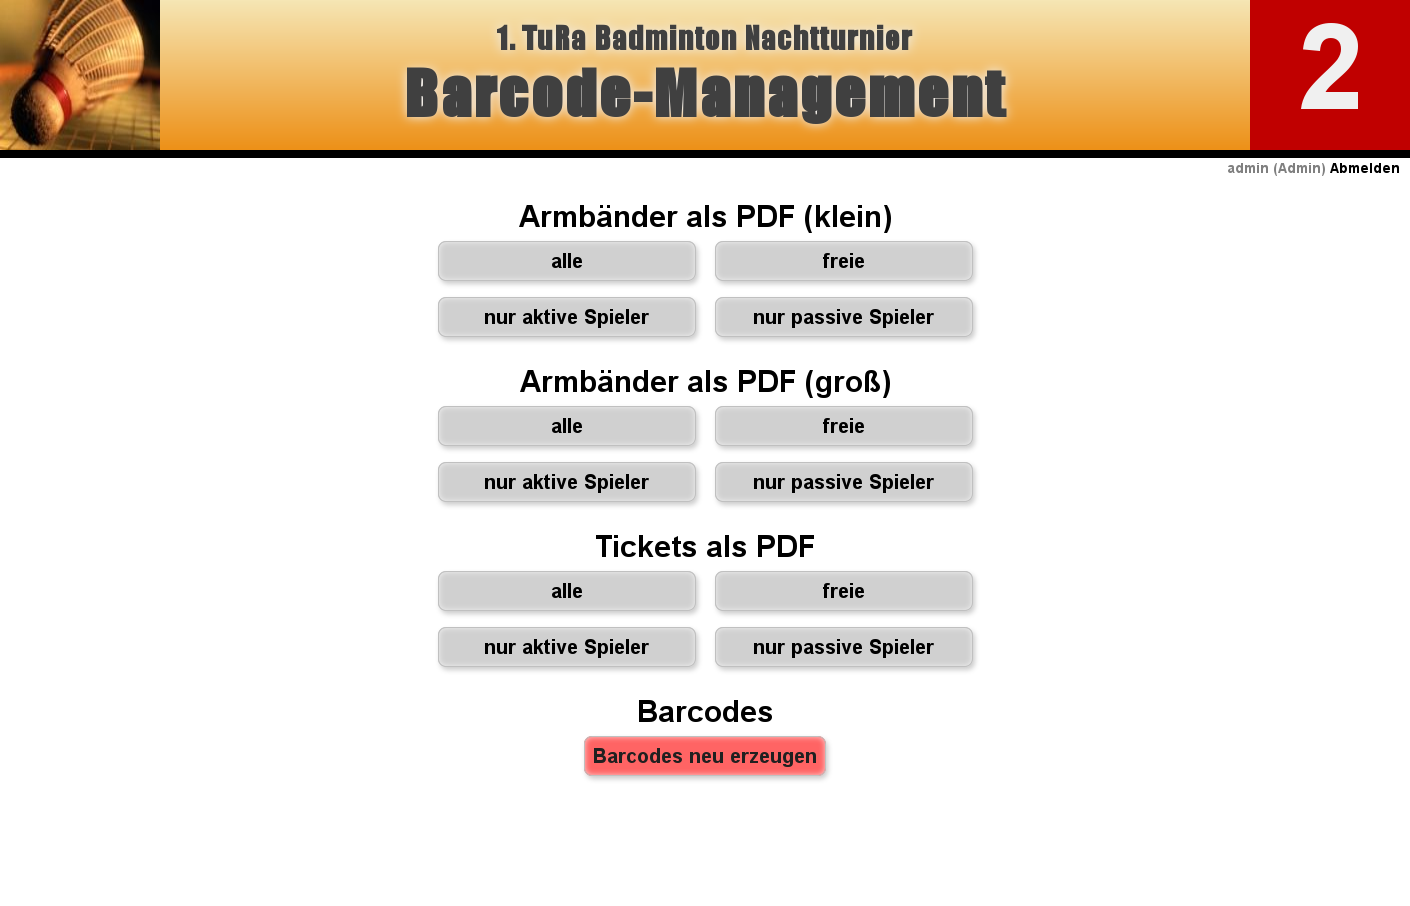 1. TuRa Badminton Nachtturnier
Barcode-Management
2
admin (Admin) Abmelden
Armbänder als PDF (klein)
alle freie
nur aktive Spieler nur passive Spieler
Armbänder als PDF (groß)
alle freie
nur aktive Spieler nur passive Spieler
Tickets als PDF
alle freie
nur aktive Spieler nur passive Spieler
Barcodes
Barcodes neu erzeugen